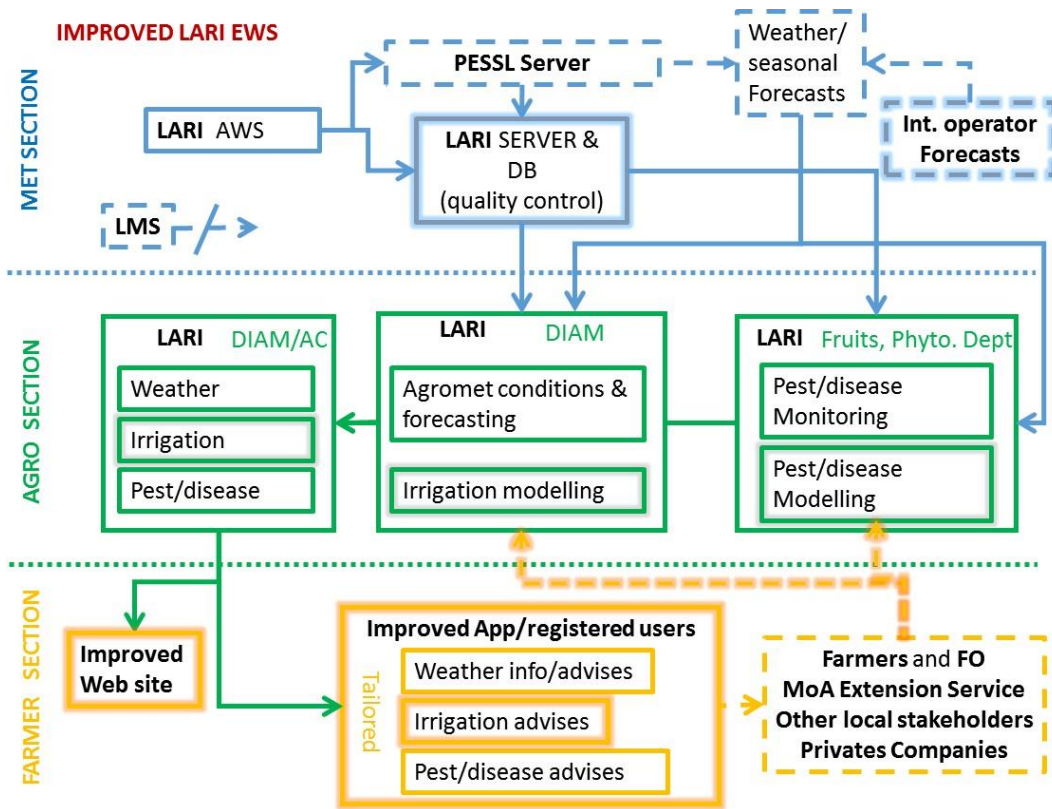 IMPROVED LARI EWS
MET SECTION
PESSL Server
Weather/
seasonal
Forecasts
LARI AWS
LARI SERVER &
DB
(quality control)
Int. operator
Forecasts
LMS
AGRO SECTION
LARI DIAM/AC
Weather
Irrigation
Pest/disease
LARI DIAM
Agromet conditions &
forecasting
Irrigation modelling
LARI Fruits, Phyto. Dept
Pest/disease
Monitoring
Pest/disease
Modelling
FARMER SECTION
Improved
Web site
Improved App/registered users
Tailored
Weather info/advises
Irrigation advises
Pest/disease advises
Farmers and FO
MoA Extension Service
Other local stakeholders
Privates Companies